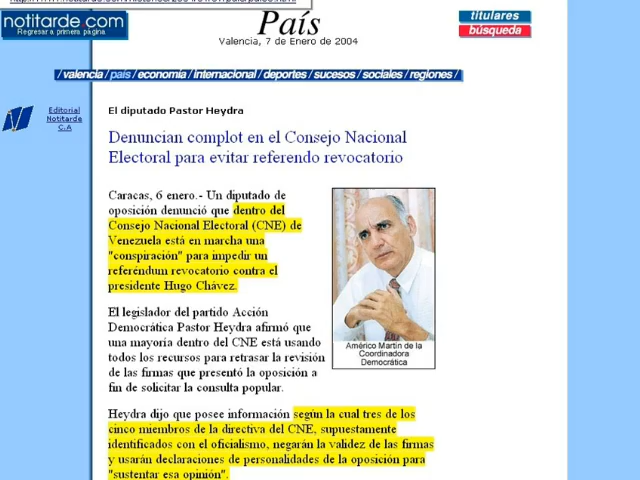 País
notitarde.com
Regresar a primera página
Valencia, 7 de Enero de 2004
titulares
búsqueda
/ valencia / país / economía / internacional / deportes / sucesos / sociales / regiones /
Editorial
Notitarde
C.A
El diputado Pastor Heydra
Denuncian complot en el Consejo Nacional
Electoral para evitar referendo revocatorio
Caracas, 6 enero.- Un diputado de
oposición denunció que dentro del
Consejo Nacional Electoral (CNE) de
Venezuela está en marcha una
"conspiración" para impedir un
referéndum revocatorio contra el
presidente Hugo Chávez.
El legislador del partido Acción
Democrática Pastor Heydra afirmó que
una mayoría dentro del CNE está usando
todos los recursos para retrasar la revisión
de las firmas que presentó la oposición a
fin de solicitar la consulta popular.
Américo Martín de la
Coordinadora
Democrática
Heydra dijo que posee información según la cual tres de los
cinco miembros de la directiva del CNE, supuestamente
identificados con el oficialismo, negarán la validez de las firmas
y usarán declaraciones de personalidades de la oposición para
"sustentar esa opinión".